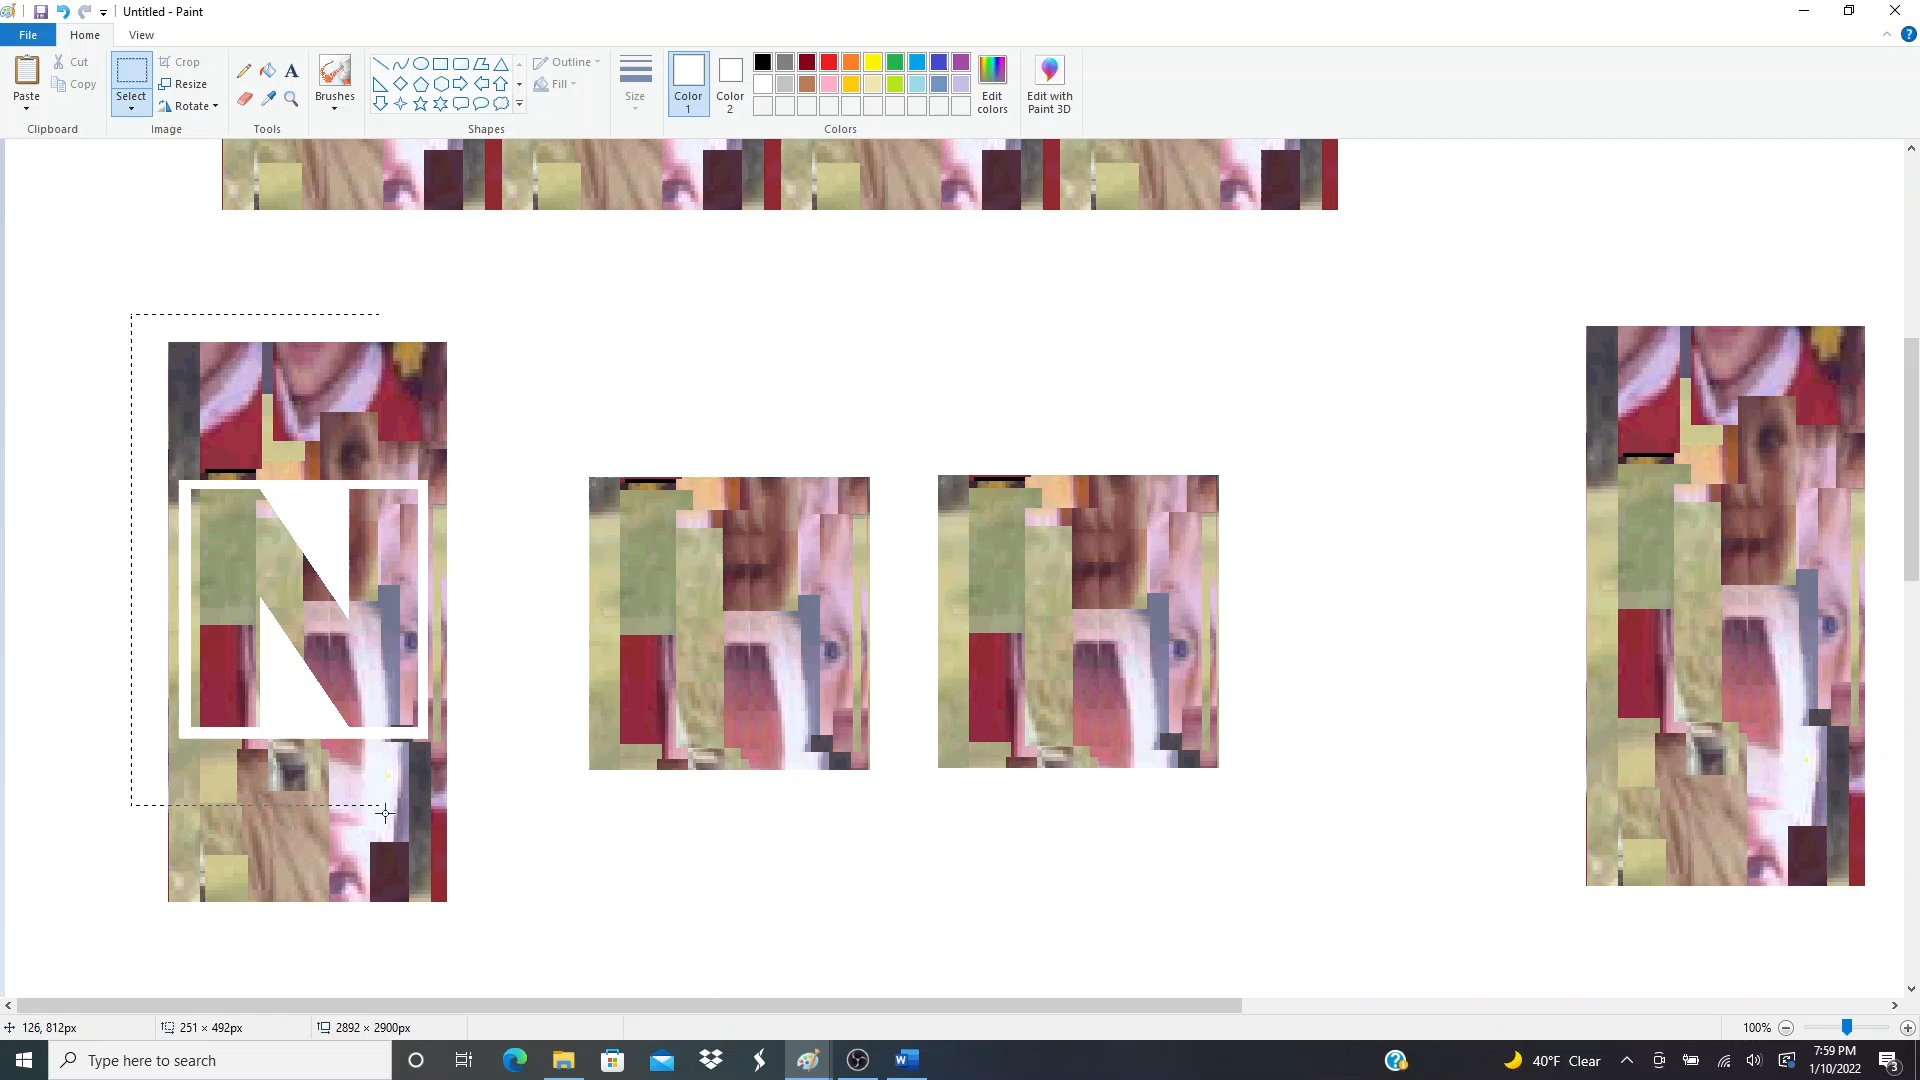 Untitled - Paint
File Home View
Paste
Cut
Copy
Clipboard
Select
Crop
Resize
Rotate
Image
Tools
Brushes
Shapes
Outline
Fill
Size
Color 1
Color 2
Edit colors
Colors
Edit with Paint 3D
N
126, 812px
251 × 492px
2892 × 2900px
100%
Type here to search
40°F Clear
7:59 PM
1/10/2022
3